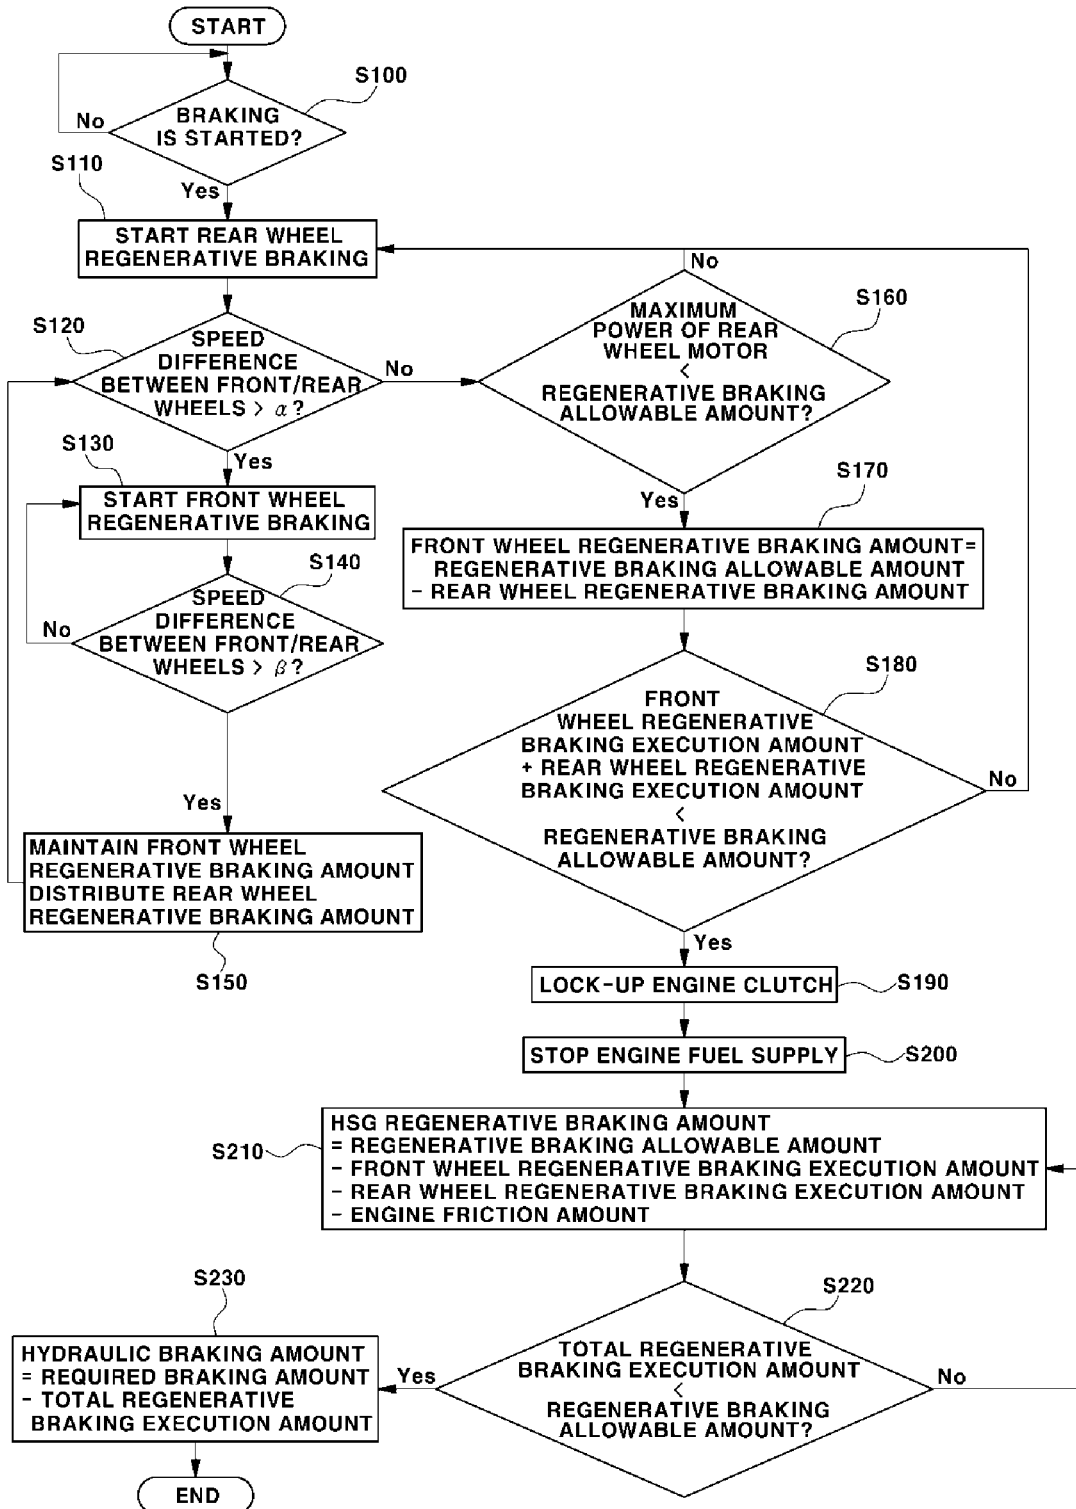 START
S100
BRAKING
IS STARTED?
No
Yes
S110
START REAR WHEEL
REGENERATIVE BRAKING
S120
SPEED
DIFFERENCE
BETWEEN FRONT/REAR
WHEELS > α?
No
Yes
S130
START FRONT WHEEL
REGENERATIVE BRAKING
S140
SPEED
DIFFERENCE
BETWEEN FRONT/REAR
WHEELS > β?
No
Yes
MAINTAIN FRONT WHEEL
REGENERATIVE BRAKING AMOUNT
DISTRIBUTE REAR WHEEL
REGENERATIVE BRAKING AMOUNT
S150
No
S160
MAXIMUM
POWER OF REAR
WHEEL MOTOR
<
REGENERATIVE BRAKING
ALLOWABLE AMOUNT?
Yes
S170
FRONT WHEEL REGENERATIVE BRAKING AMOUNT=
REGENERATIVE BRAKING ALLOWABLE AMOUNT
- REAR WHEEL REGENERATIVE BRAKING AMOUNT
S180
FRONT
WHEEL REGENERATIVE
BRAKING EXECUTION AMOUNT
+ REAR WHEEL REGENERATIVE
BRAKING EXECUTION AMOUNT
<
REGENERATIVE BRAKING
ALLOWABLE AMOUNT?
No
Yes
LOCK-UP ENGINE CLUTCH
S190
STOP ENGINE FUEL SUPPLY
S200
S210
HSG REGENERATIVE BRAKING AMOUNT
= REGENERATIVE BRAKING ALLOWABLE AMOUNT
- FRONT WHEEL REGENERATIVE BRAKING EXECUTION AMOUNT
- REAR WHEEL REGENERATIVE BRAKING EXECUTION AMOUNT
- ENGINE FRICTION AMOUNT
S220
TOTAL REGENERATIVE
BRAKING EXECUTION AMOUNT
<
REGENERATIVE BRAKING
ALLOWABLE AMOUNT?
No
Yes
S230
HYDRAULIC BRAKING AMOUNT
= REQUIRED BRAKING AMOUNT
- TOTAL REGENERATIVE
BRAKING EXECUTION AMOUNT
END